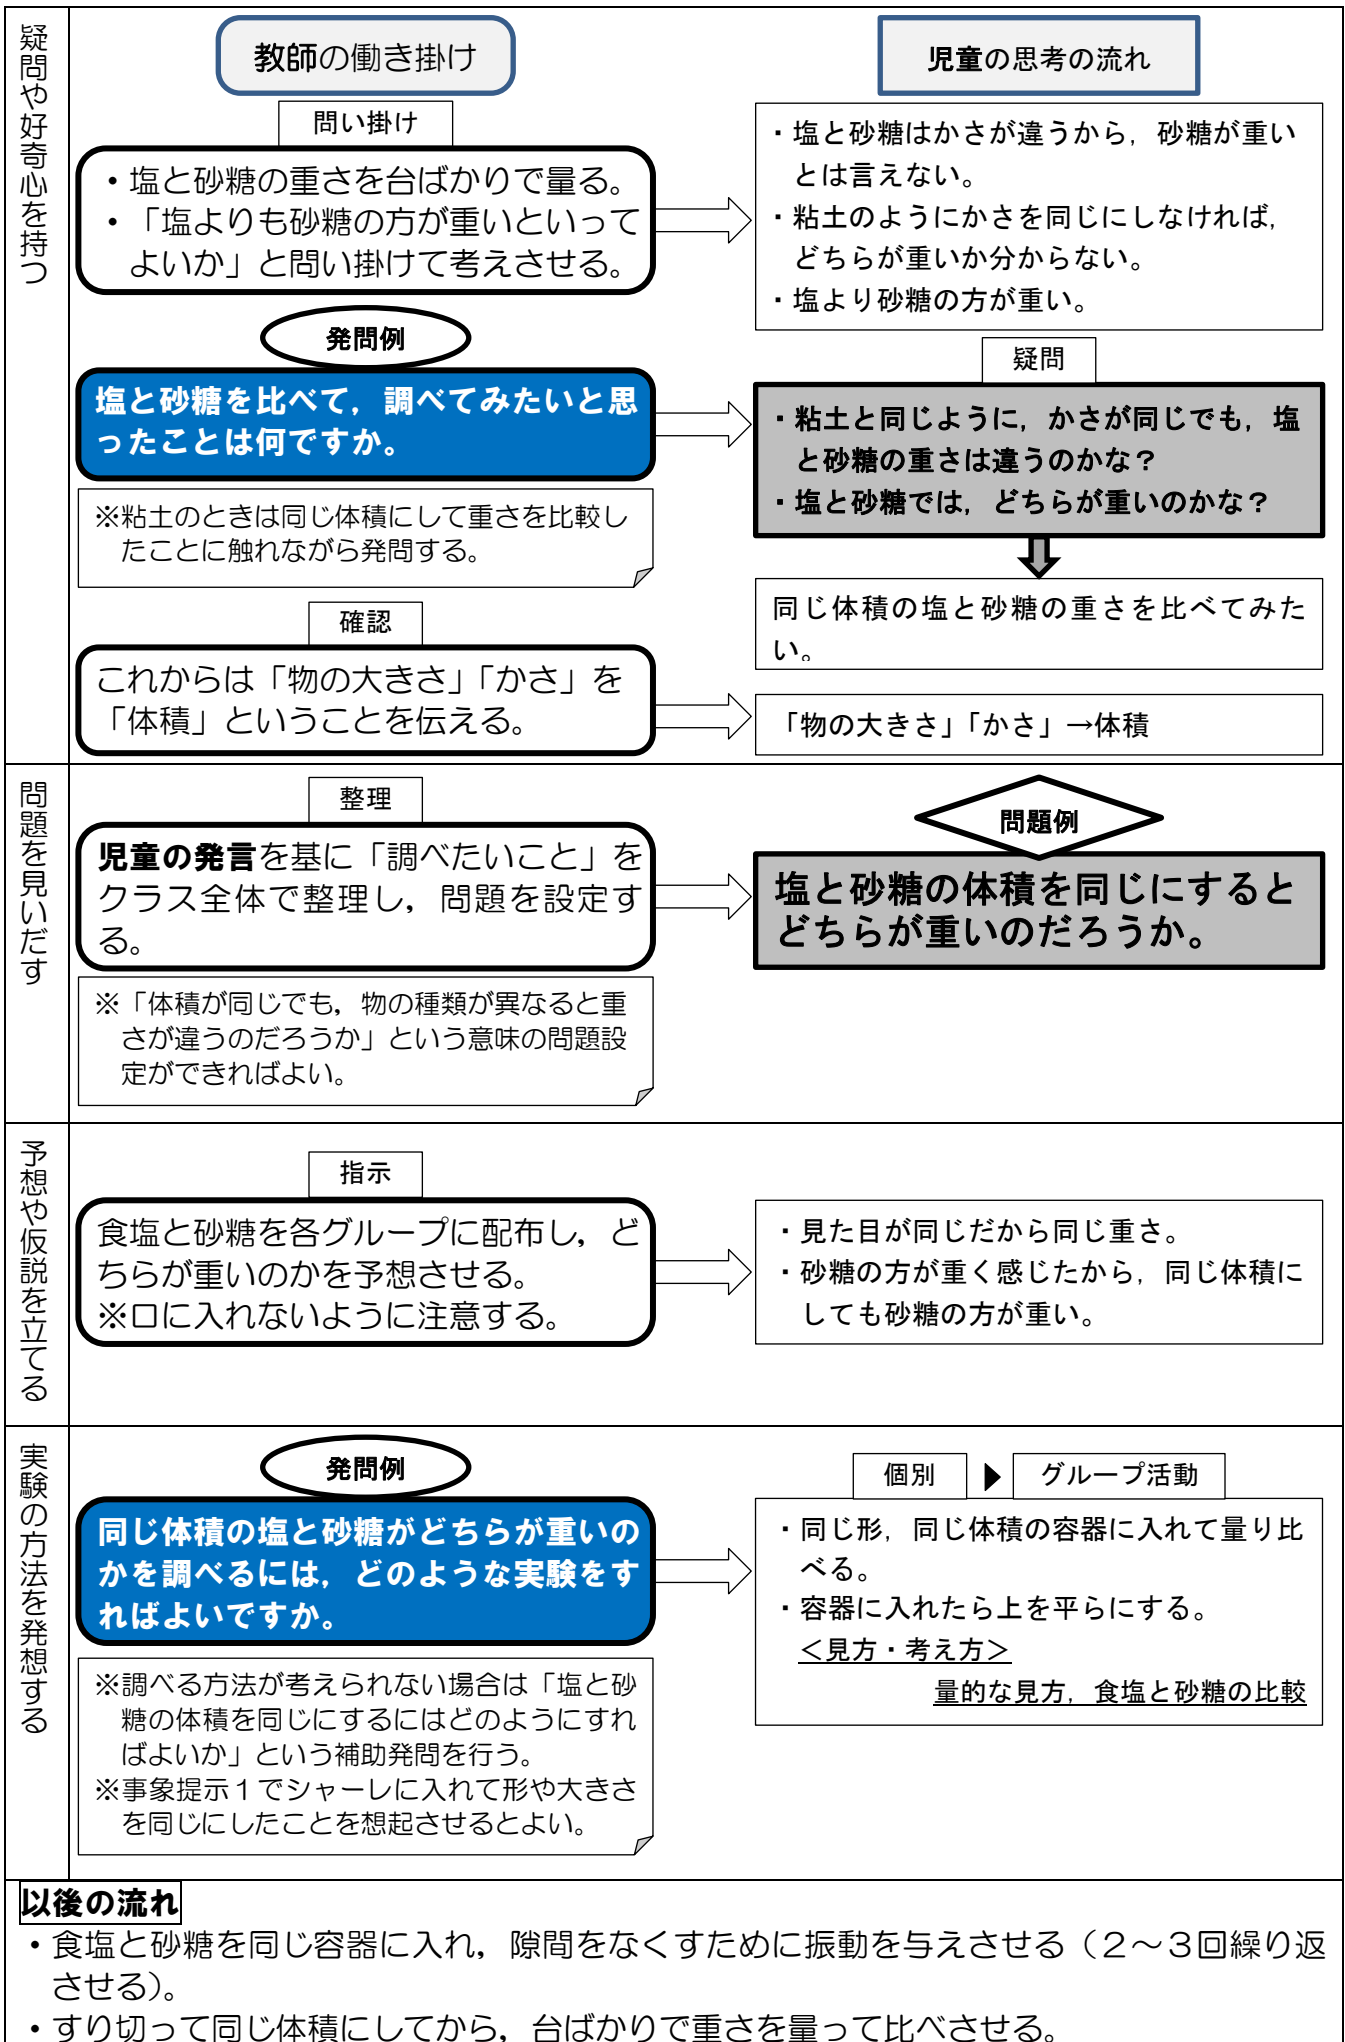 疑問や好奇心を持つ
教師の働き掛け
児童の思考の流れ
問い掛け
・塩と砂糖の重さを台ばかりで量る。
・「塩よりも砂糖の方が重いといって
よいか」と問い掛けて考えさせる。
・塩と砂糖はかさが違うから，砂糖が重い
とは言えない。
・粘土のようにかさを同じにしなければ，
どちらが重いか分からない。
・塩より砂糖の方が重い。
発問例
塩と砂糖を比べて，調べてみたいと思
ったことは何ですか。
疑問
・粘土と同じように，かさが同じでも，塩
と砂糖の重さは違うのかな？
・塩と砂糖では，どちらが重いのかな？
※粘土のときは同じ体積にして重さを比較し
たことに触れながら発問する。
同じ体積の塩と砂糖の重さを比べてみた
い。
確認
これからは「物の大きさ」「かさ」を
「体積」ということを伝える。
「物の大きさ」「かさ」→体積
問題を見いだす
整理
児童の発言を基に「調べたいこと」を
クラス全体で整理し，問題を設定す
る。
問題例
塩と砂糖の体積を同じにすると
どちらが重いのだろうか。
※「体積が同じでも，物の種類が異なると重
さが違うのだろうか」という意味の問題設
定ができればよい。
予想や仮説を立てる
指示
食塩と砂糖を各グループに配布し，ど
ちらが重いのかを予想させる。
※口に入れないように注意する。
・見た目が同じだから同じ重さ。
・砂糖の方が重く感じたから，同じ体積に
しても砂糖の方が重い。
実験の方法を発想する
発問例
同じ体積の塩と砂糖がどちらが重いの
かを調べるには，どのような実験をす
ればよいですか。
個別 ▶ グループ活動
・同じ形，同じ体積の容器に入れて量り比
べる。
・容器に入れたら上を平らにする。
＜見方・考え方＞
量的な見方，食塩と砂糖の比較
※調べる方法が考えられない場合は「塩と砂
糖の体積を同じにするにはどのようにすれ
ばよいか」という補助発問を行う。
※事象提示１でシャーレに入れて形や大きさ
を同じにしたことを想起させるとよい。
以後の流れ
・食塩と砂糖を同じ容器に入れ，隙間をなくすために振動を与えさせる（２～３回繰り返
させる）。
・すり切って同じ体積にしてから，台ばかりで重さを量って比べさせる。